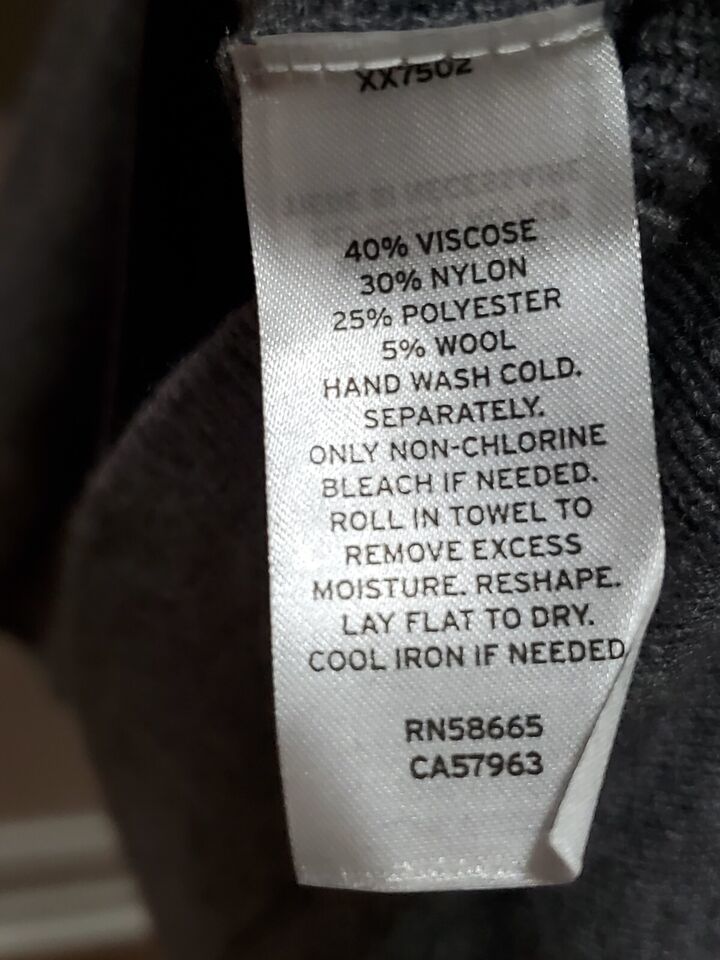 XX7502
40% VISCOSE
30% NYLON
25% POLYESTER
5% WOOL
HAND WASH COLD.
SEPARATELY.
ONLY NON-CHLORINE
BLEACH IF NEEDED.
ROLL IN TOWEL TO
REMOVE EXCESS
MOISTURE. RESHAPE.
LAY FLAT TO DRY.
COOL IRON IF NEEDED
RN58665
CA57963